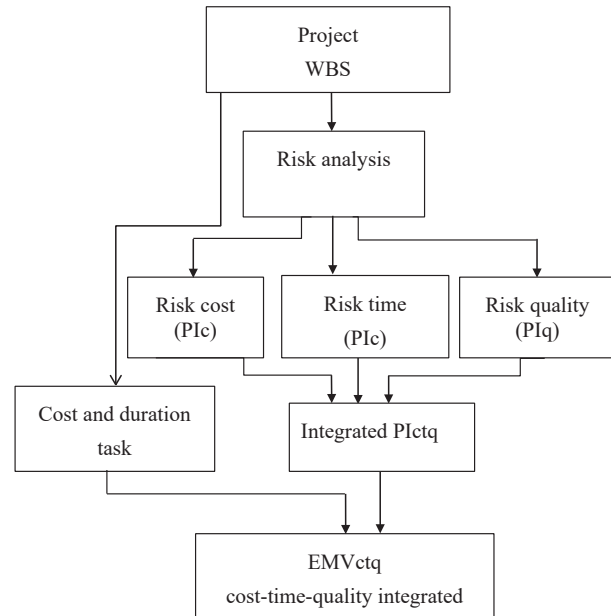 Project
WBS
Risk analysis
Risk cost
(PIc)
Risk time
(PIc)
Risk quality
(PIq)
Cost and duration
task
Integrated PIctq
EMVctq
cost-time-quality integrated